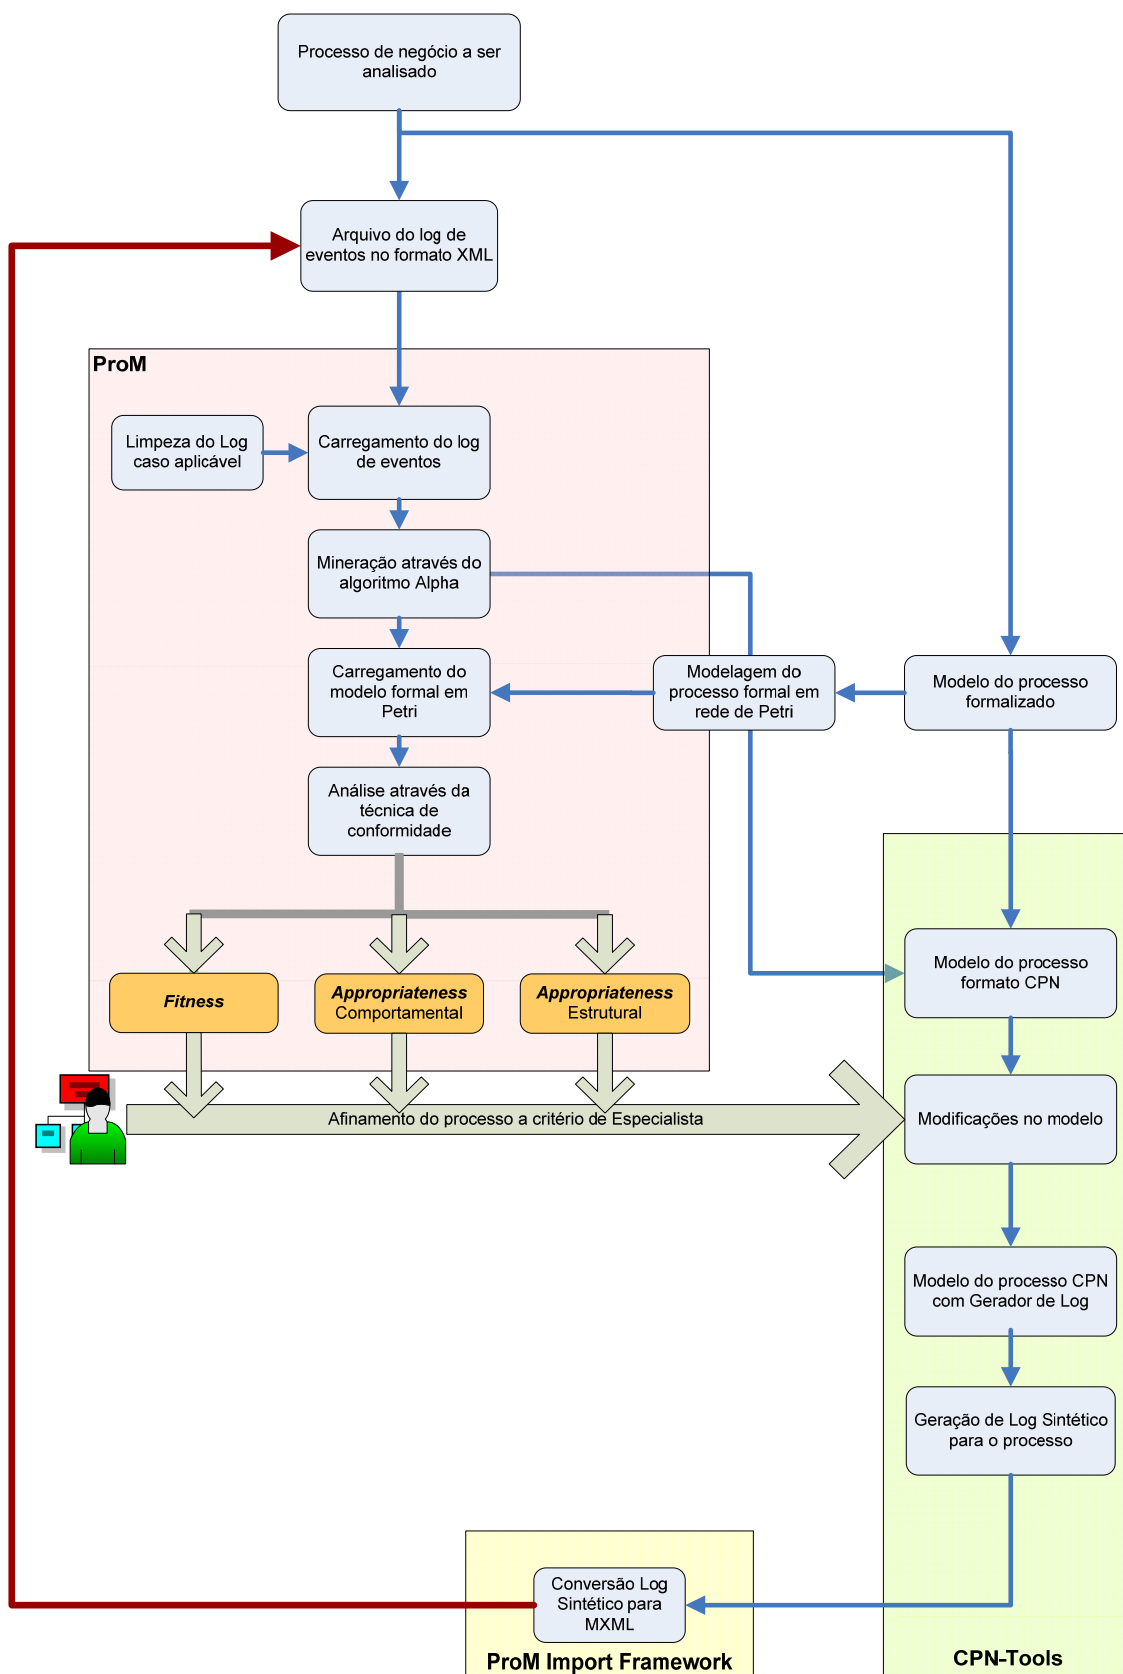 Processo de negócio a ser
analisado
Arquivo do log de
eventos no formato XML
ProM
Limpeza do Log
caso aplicável
Carregamento do log
de eventos
Mineração através do
algoritmo Alpha
Carregamento do
modelo formal em
Petri
Modelagem do
processo formal em
rede de Petri
Modelo do processo
formalizado
Análise através da
técnica de
conformidade
Fitness
Appropriateness
Comportamental
Appropriateness
Estrutural
Modelo do processo
formato CPN
Afinamento do processo a critério de Especialista
Modificações no modelo
Modelo do processo CPN
com Gerador de Log
Geração de Log Sintético
para o processo
Conversão Log
Sintético para
MXML
ProM Import Framework
CPN-Tools